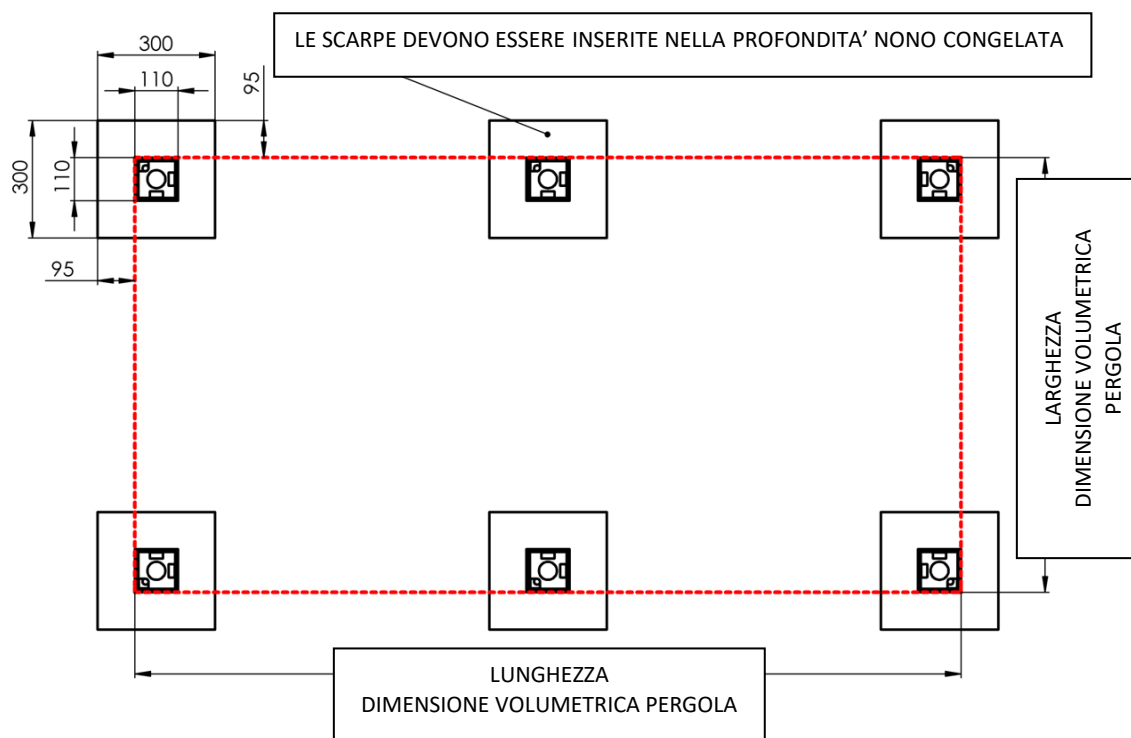 300
LE SCARPE DEVONO ESSERE INSERITE NELLA PROFONDITA’ NONO CONGELATA
110
95
300
110
95
LARGHEZZA
DIMENSIONE VOLUMETRICA
PERGOLA
LUNGHEZZA
DIMENSIONE VOLUMETRICA PERGOLA